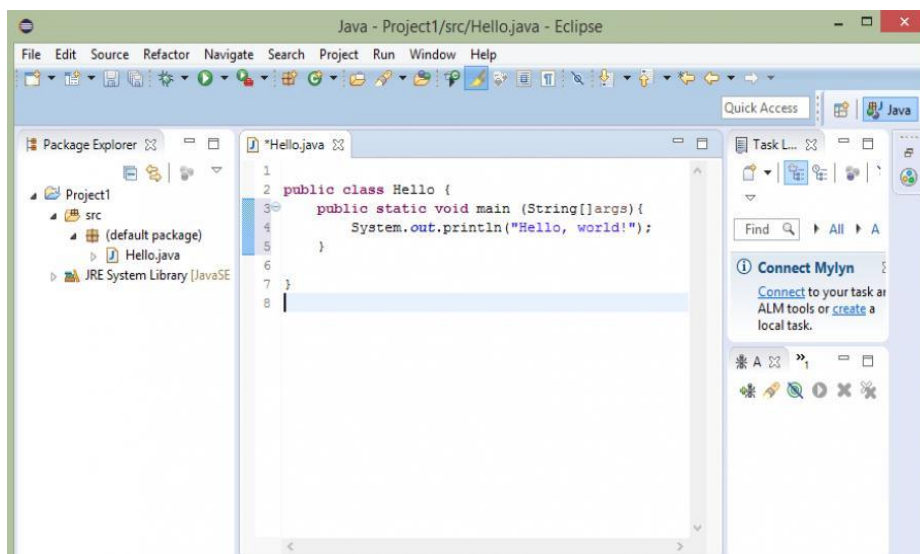 Java - Project1/src/Hello.java - Eclipse
File Edit Source Refactor Navigate Search Project Run Window Help
Quick Access
Java
Package Explorer
Project1
src
(default package)
Hello.java
JRE System Library [JavaSE
*Hello.java
1
2 public class Hello {
3 public static void main (String[]args){
4 System.out.println("Hello, world!");
5 }
6
7 }
8
Task L...
Find All A
Connect Mylyn
Connect to your task ar
ALM tools or create a
local task.
A
»1